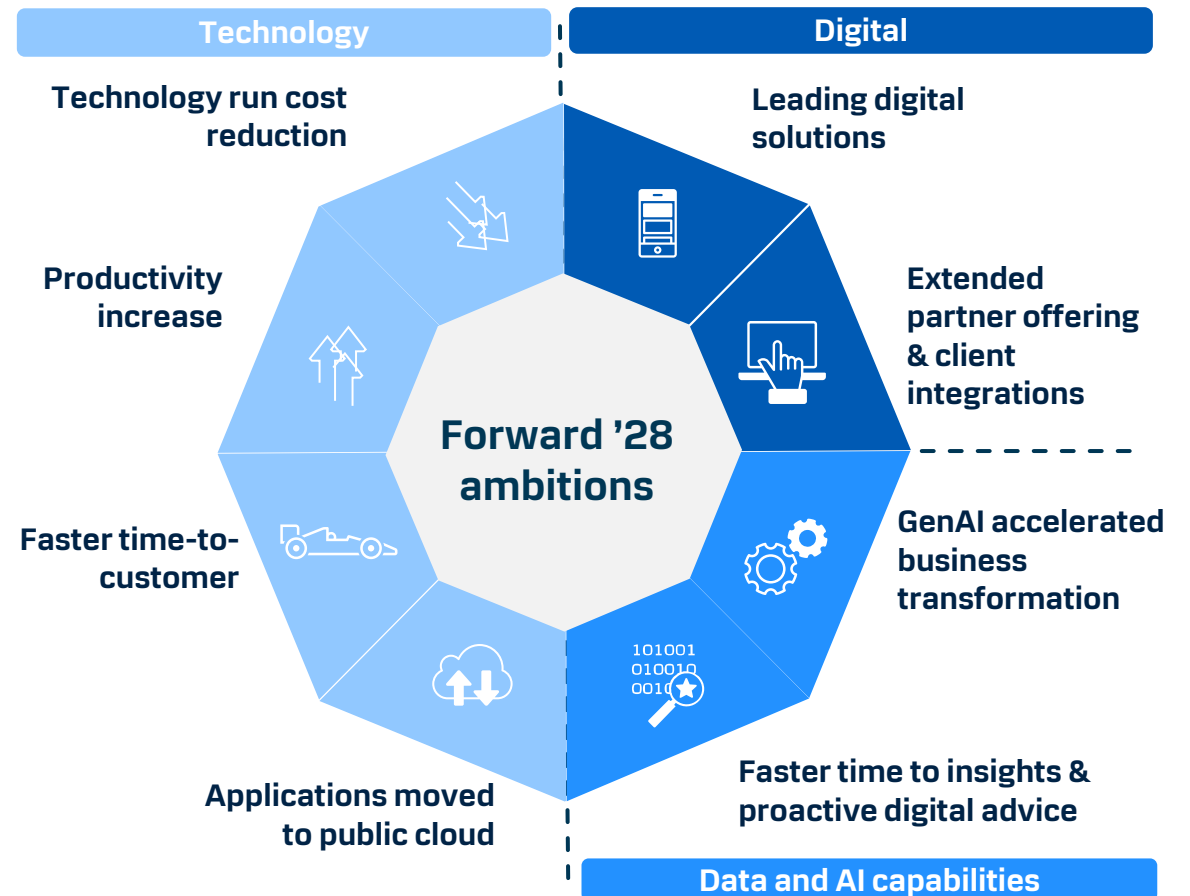 Technology
Digital
Technology run cost
reduction
Leading digital
solutions
Productivity
increase
Extended
partner offering
& client
integrations
Forward ’28
ambitions
Faster time-to-
customer
GenAI accelerated
business
transformation
101001
010010
001
Applications moved
to public cloud
Faster time to insights &
proactive digital advice
Data and AI capabilities